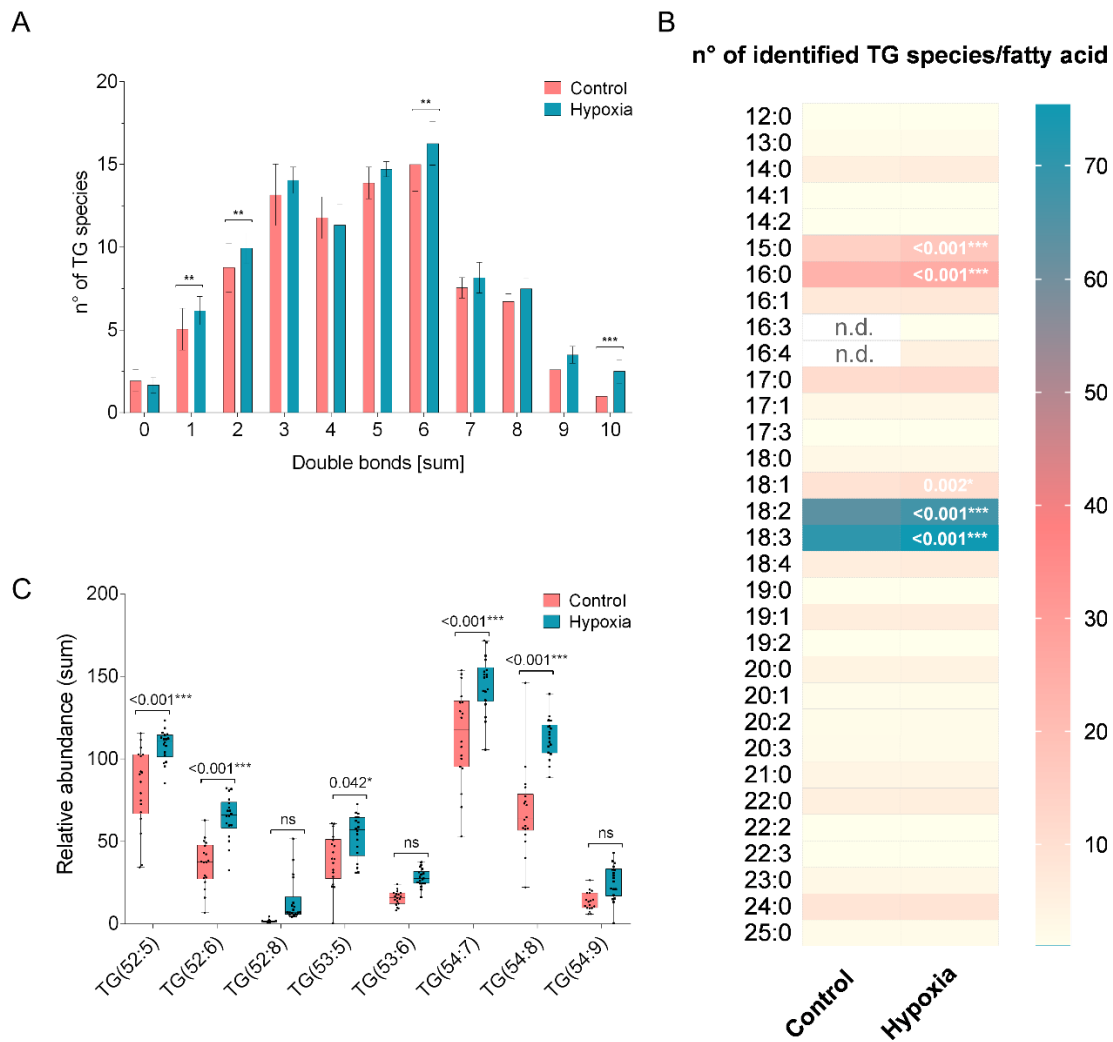 A
n° of TG species
20
15
10
5
0
Control
Hypoxia
**
**
**
***
0 1 2 3 4 5 6 7 8 9 10
Double bonds [sum]
B
n° of identified TG species/fatty acid
12:0
13:0
14:0
14:1
14:2
15:0 <0.001***
16:0 <0.001***
16:1
16:3 n.d.
16:4 n.d.
17:0
17:1
17:3
18:0
18:1 0.002*
18:2 <0.001***
18:3 <0.001***
18:4
19:0
19:1
19:2
20:0
20:1
20:2
20:3
21:0
22:0
22:2
22:3
23:0
24:0
25:0
Control
Hypoxia
70
60
50
40
30
20
10
C
Relative abundance (sum)
200
150
100
50
0
Control
Hypoxia
<0.001***
<0.001***
ns
0.042*
ns
<0.001***
<0.001***
ns
TG(52:5)
TG(52:6)
TG(52:8)
TG(53:5)
TG(53:6)
TG(54:7)
TG(54:8)
TG(54:9)